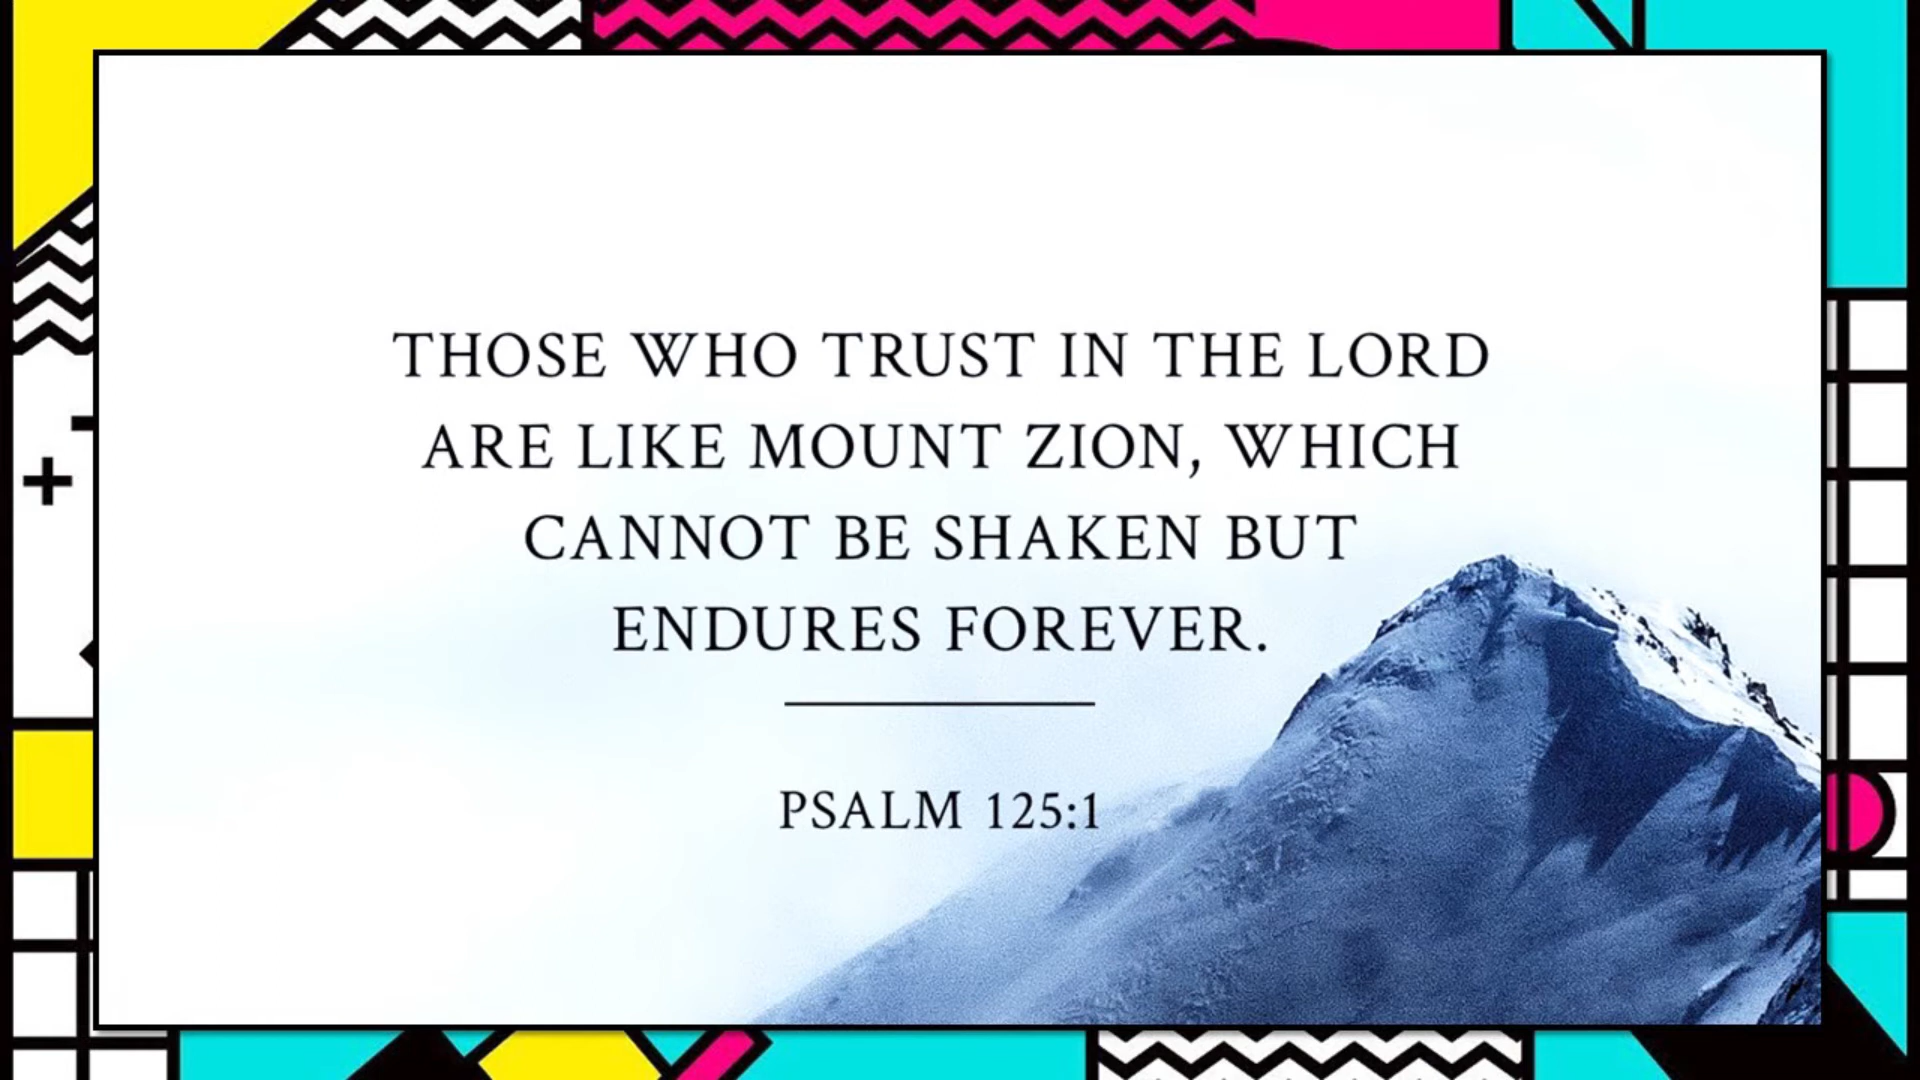 THOSE WHO TRUST IN THE LORD
ARE LIKE MOUNT ZION, WHICH
CANNOT BE SHAKEN BUT
ENDURES FOREVER.
PSALM 125:1